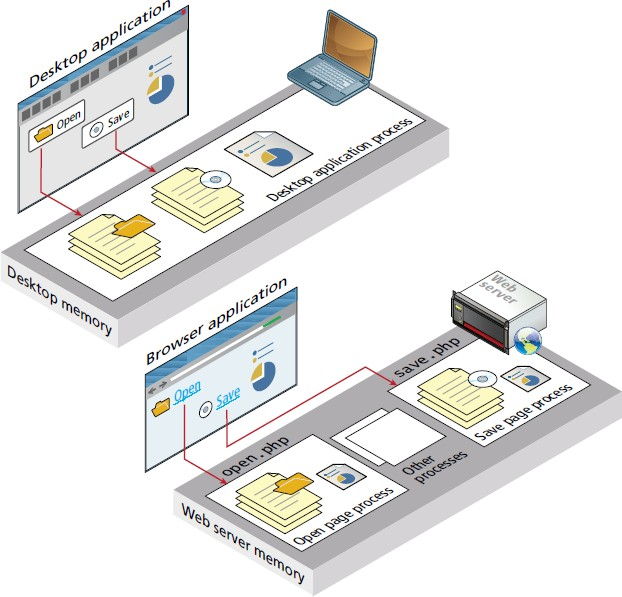 Desktop application
Open
Save
Desktop application process
Desktop memory
Browser application
Open
Save
Web
server
save.php
Save page process
open.php
Other
processes
Open page process
Web server memory